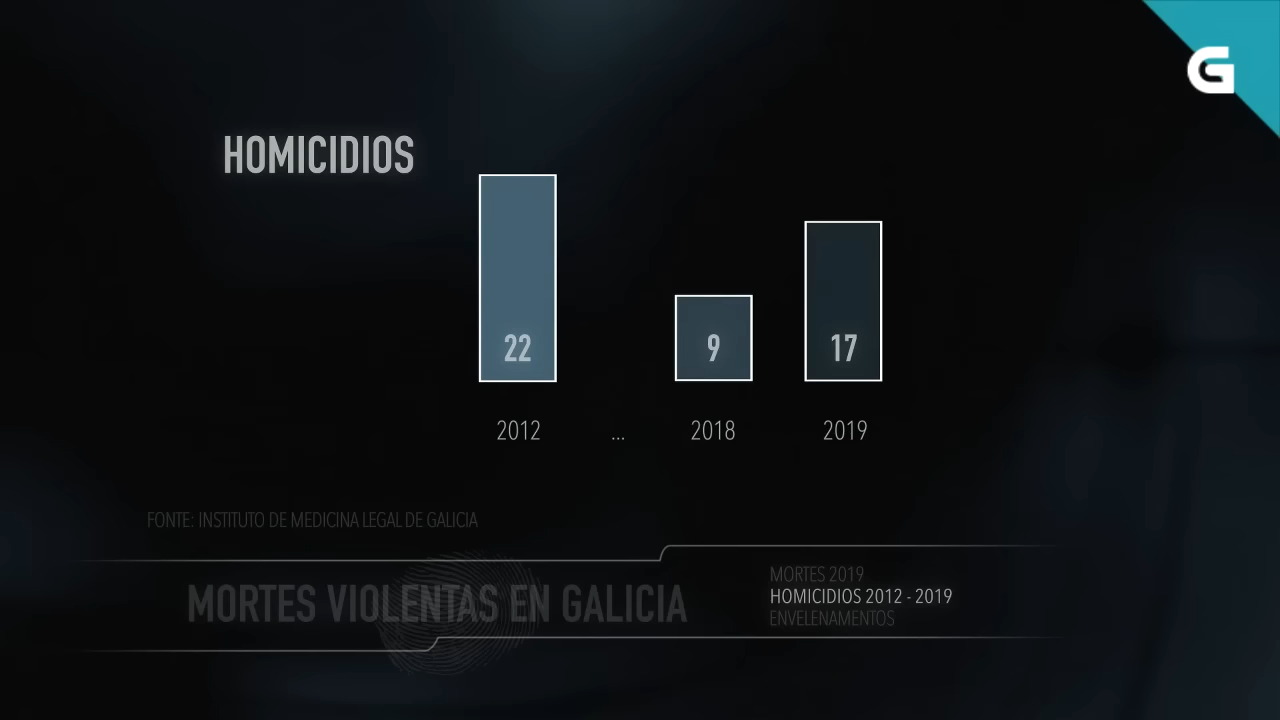 G
HOMICIDIOS
22
9
17
2012
...
2018
2019
FONTE: INSTITUTO DE MEDICINA LEGAL DE GALICIA
MORTES VIOLENTAS EN GALICIA
MORTES 2019
HOMICIDIOS 2012 - 2019
ENVELENAMENTOS